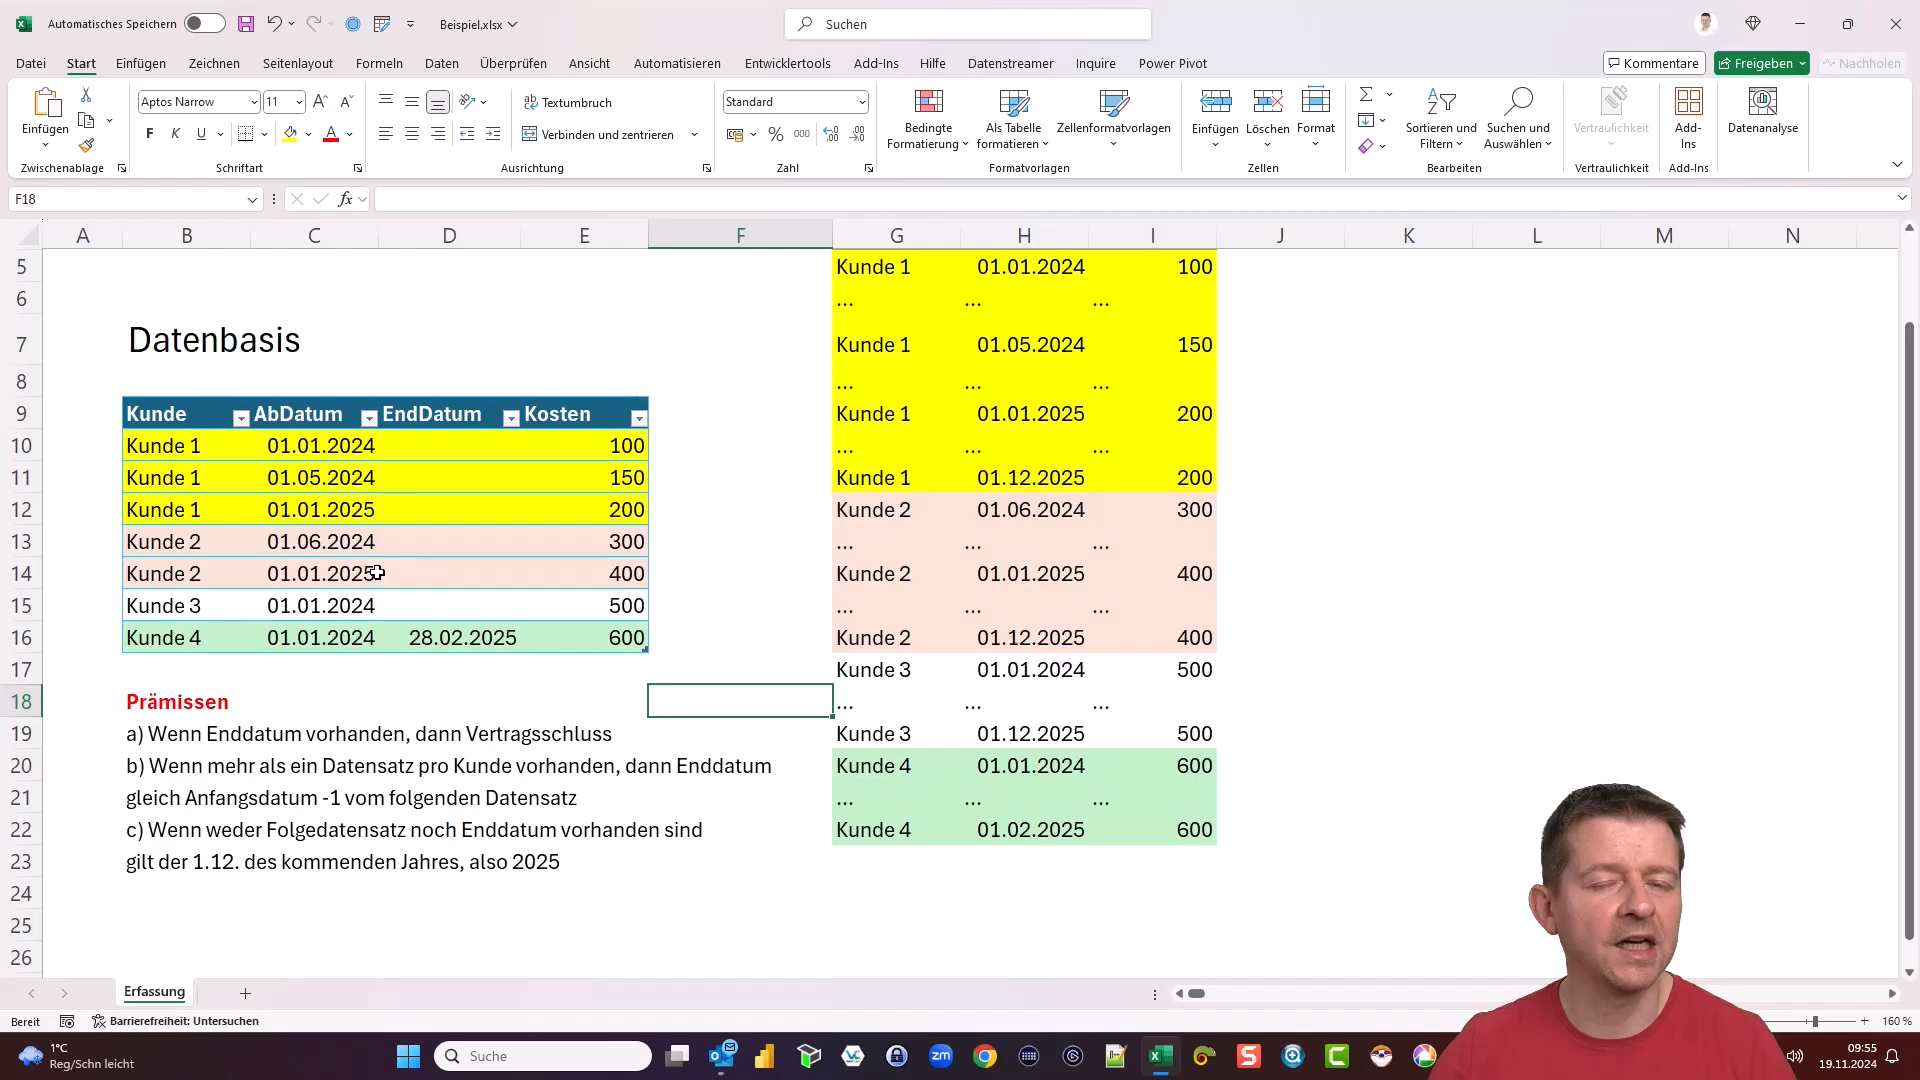 Automatisches Speichern
Beispiel.xlsx
Suchen
Datei Start Einfügen Zeichnen Seitenlayout Formeln Daten Überprüfen Ansicht Automatisieren Entwicklertools Add-Ins Hilfe Datenstreamer Inquire Power Pivot
Kommentare Freigeben Nachholen
Einfügen
Zwischenablage
Aptos Narrow 11
F K U
Schriftart
Textumbruch
Verbinden und zentrieren
Ausrichtung
Standard
% 000
Zahl
Bedingte Formatierung
Als Tabelle formatieren
Zellenformatvorlagen
Formatvorlagen
Einfügen Löschen Format
Zellen
Sortieren und Filtern
Suchen und Auswählen
Bearbeiten
Vertraulichkeit
Vertraulichkeit
Add-Ins
Add-Ins
Datenanalyse
F18
fx
A B C D E F G H I J K L M N
5 Kunde 1 01.01.2024 100
6 ... ... ...
7 Datenbasis Kunde 1 01.05.2024 150
8 ... ... ...
9 Kunde AbDatum EndDatum Kosten Kunde 1 01.01.2025 200
10 Kunde 1 01.01.2024 100 ... ... ...
11 Kunde 1 01.05.2024 150 Kunde 1 01.12.2025 200
12 Kunde 1 01.01.2025 200 Kunde 2 01.06.2024 300
13 Kunde 2 01.06.2024 300 ... ... ...
14 Kunde 2 01.01.2025 400 Kunde 2 01.01.2025 400
15 Kunde 3 01.01.2024 500 ... ... ...
16 Kunde 4 01.01.2024 28.02.2025 600 Kunde 2 01.12.2025 400
17 Kunde 3 01.01.2024 500
18 Prämissen ... ... ...
19 a) Wenn Enddatum vorhanden, dann Vertragsschluss Kunde 3 01.12.2025 500
20 b) Wenn mehr als ein Datensatz pro Kunde vorhanden, dann Enddatum Kunde 4 01.01.2024 600
21 gleich Anfangsdatum -1 vom folgenden Datensatz ... ... ...
22 c) Wenn weder Folgedatensatz noch Enddatum vorhanden sind Kunde 4 01.02.2025 600
23 gilt der 1.12. des kommenden Jahres, also 2025
24
25
26
Erfassung
Bereit Barrierefreiheit: Untersuchen
160 %
1°C
Reg/Schn leicht
Suche
zm
09:55
19.11.2024